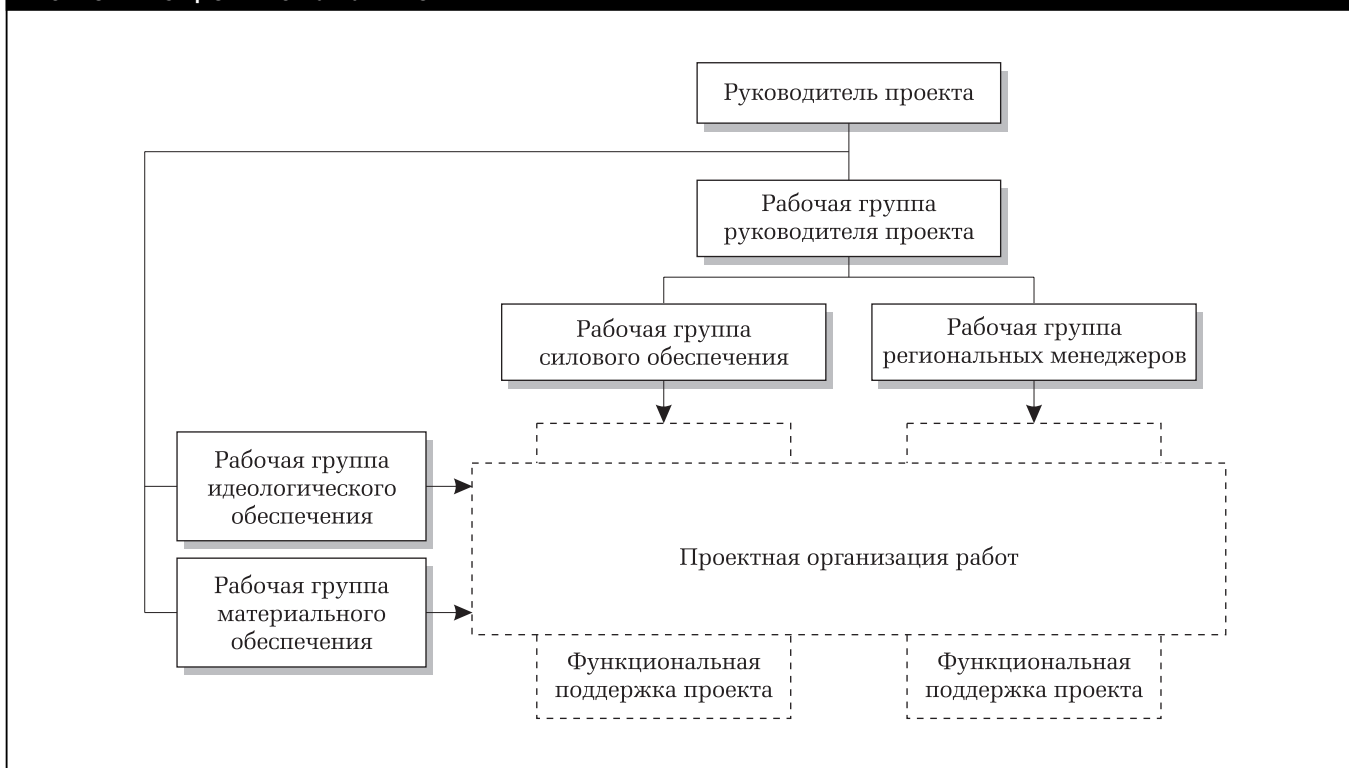 Руководитель проекта
Рабочая группа
руководителя проекта
Рабочая группа
силового обеспечения
Рабочая группа
региональных менеджеров
Рабочая группа
идеологического
обеспечения
Рабочая группа
материального
обеспечения
Проектная организация работ
Функциональная
поддержка проекта
Функциональная
поддержка проекта